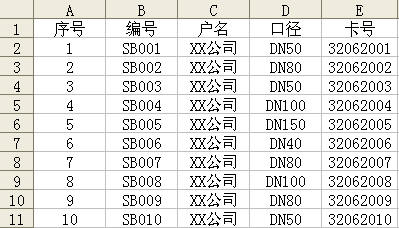 A B C D E
1 序号 编号 户名 口径 卡号
2 1 SB001 XX公司 DN50 32062001
3 2 SB002 XX公司 DN80 32062002
4 3 SB003 XX公司 DN50 32062003
5 4 SB004 XX公司 DN100 32062004
6 5 SB005 XX公司 DN150 32062005
7 6 SB006 XX公司 DN40 32062006
8 7 SB007 XX公司 DN80 32062007
9 8 SB008 XX公司 DN100 32062008
10 9 SB009 XX公司 DN80 32062009
11 10 SB010 XX公司 DN50 32062010